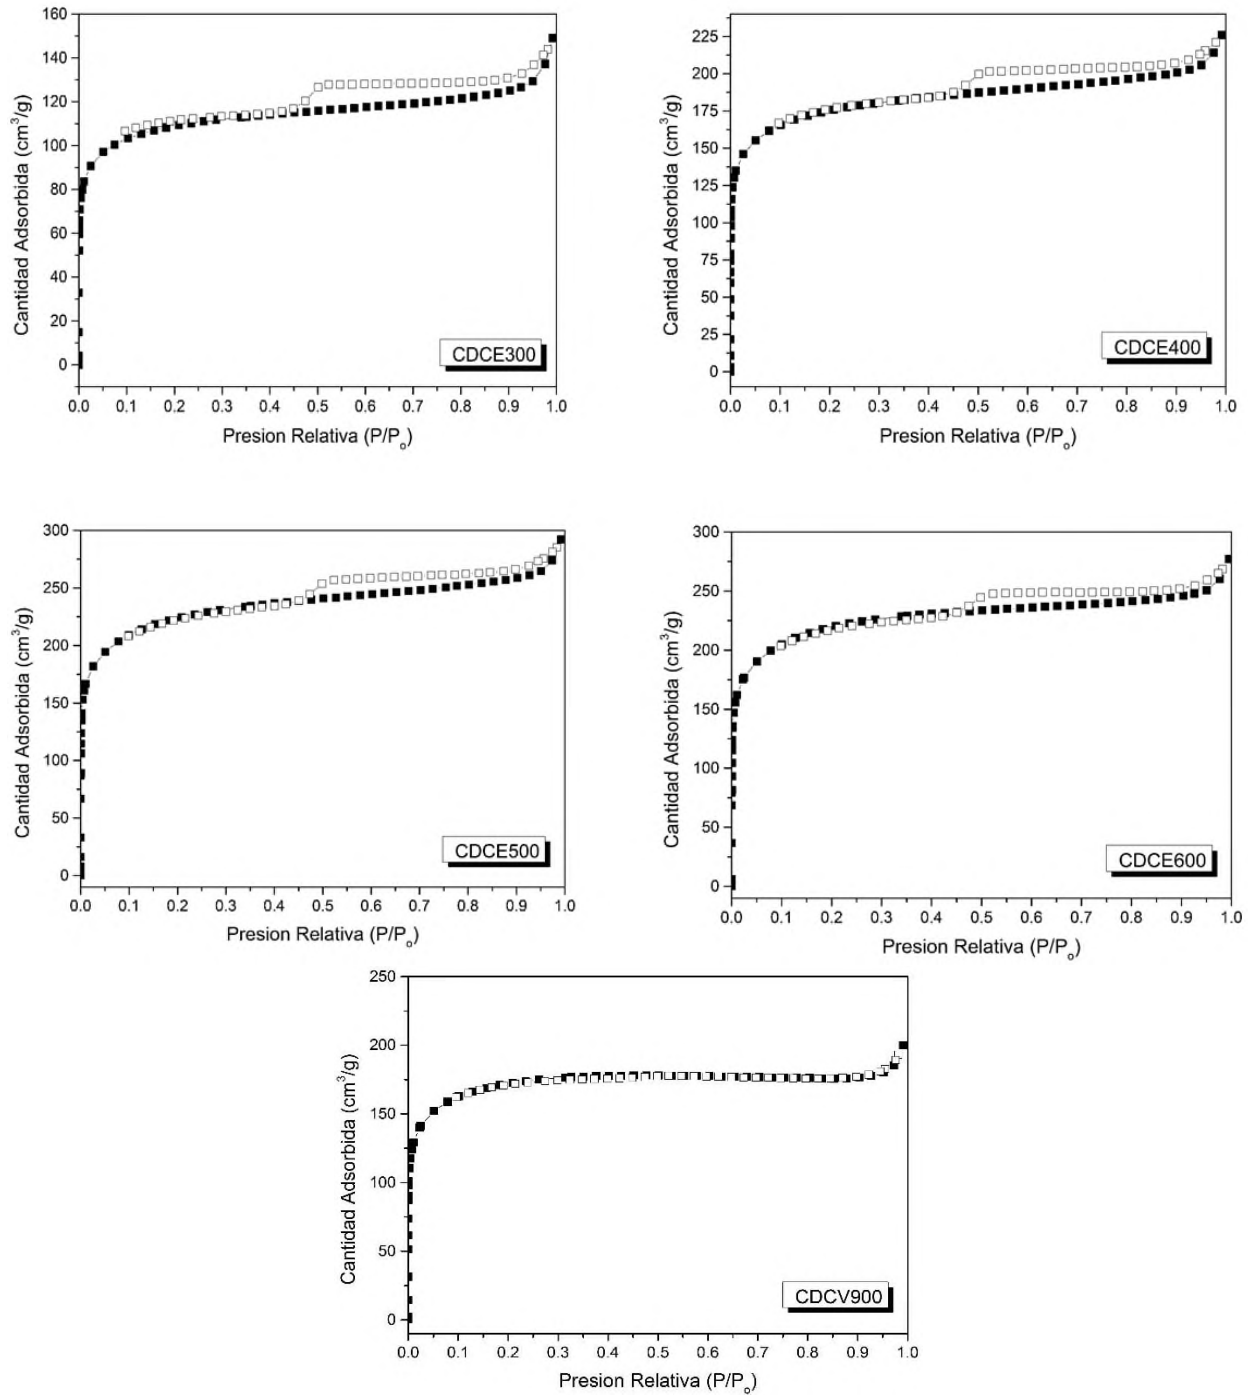 160
140
120
100
80
60
40
20
0
Cantidad Adsorbida (cm³/g)
CDCE300
0.0 0.1 0.2 0.3 0.4 0.5 0.6 0.7 0.8 0.9 1.0
Presion Relativa (P/Po)
225
200
175
150
125
100
75
50
25
0
Cantidad Adsorbida (cm³/g)
CDCE400
0.0 0.1 0.2 0.3 0.4 0.5 0.6 0.7 0.8 0.9 1.0
Presion Relativa (P/Po)
300
250
200
150
100
50
0
Cantidad Adsorbida (cm³/g)
CDCE500
0.0 0.1 0.2 0.3 0.4 0.5 0.6 0.7 0.8 0.9 1.0
Presion Relativa (P/Po)
300
250
200
150
100
50
0
Cantidad Adsorbida (cm³/g)
CDCE600
0.0 0.1 0.2 0.3 0.4 0.5 0.6 0.7 0.8 0.9 1.0
Presion Relativa (P/Po)
250
200
150
100
50
0
Cantidad Adsorbida (cm³/g)
CDCV900
0.0 0.1 0.2 0.3 0.4 0.5 0.6 0.7 0.8 0.9 1.0
Presion Relativa (P/Po)